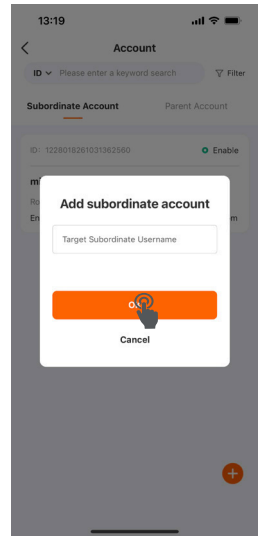 13:19
Account
ID Please enter a keyword search Filter
Subordinate Account Parent Account
ID: 1228018261031362560 Enable
Add subordinate account
Target Subordinate Username
Cancel